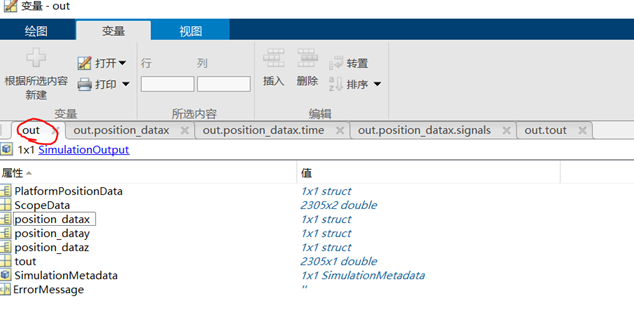 变量 - out
绘图 变量 视图
根据所选内容
新建
打开
打印
变量
行 列
所选内容
插入 删除 转置
排序
编辑
out out.position_datax out.position_datax.time out.position_datax.signals out.tout
1x1 SimulationOutput
属性 值
PlatformPositionData 1x1 struct
ScopeData 2305x2 double
position_datax 1x1 struct
position_datay 1x1 struct
position_dataz 1x1 struct
tout 2305x1 double
SimulationMetadata 1x1 SimulationMetadata
ErrorMessage ''